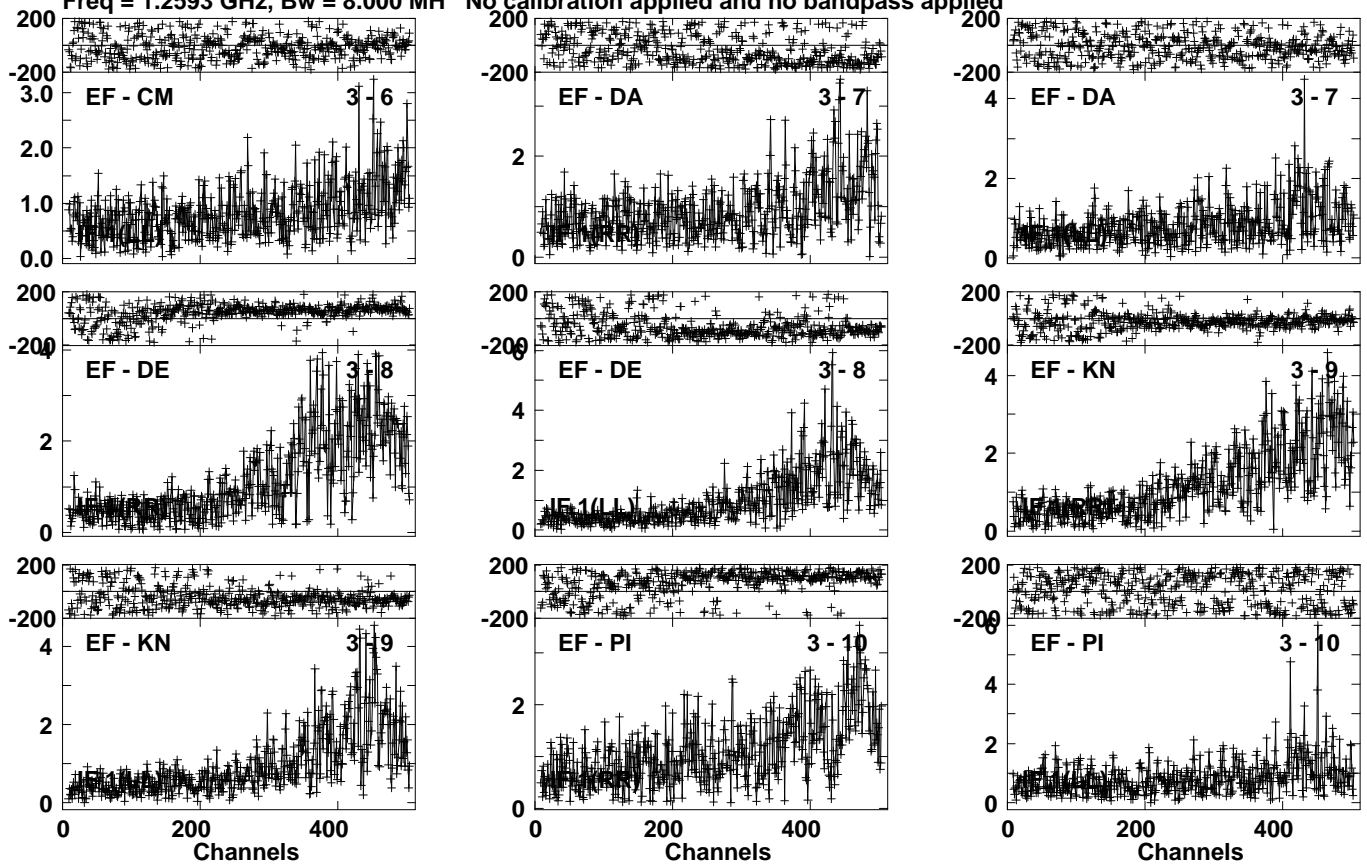 Freq = 1.2593 GHz, Bw = 8.000 MH No calibration applied and no bandpass applied
200 200 200
-200 -200 -200
EF - CM 3 - 6 EF - DA 3 - 7 EF - DA 3 - 7
3.0 2.0 1.0 0.0
2 0
4 2 0
200 200 200
-200 -200 -200
EF - DE 3 - 8 EF - DE 3 - 8 EF - KN 3 - 9
4 2 0
6 4 2 0
IF 1(LL)
4 2 0
200 200 200
-200 -200 -200
EF - KN 3 - 9 EF - PI 3 - 10 EF - PI 3 - 10
4 2 0
2 0
6 4 2 0
0 200 400 0 200 400 0 200 400
Channels Channels Channels